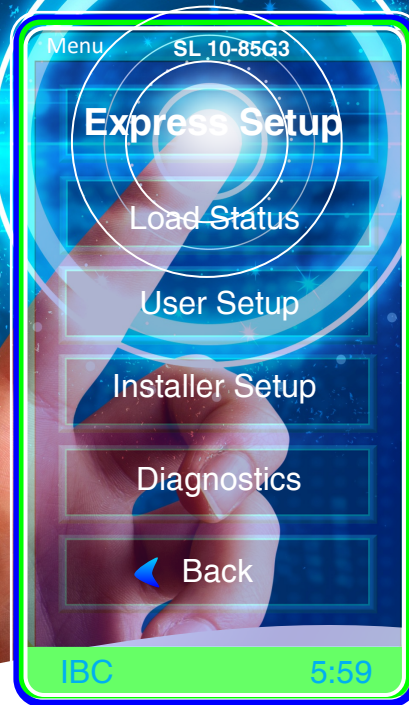 Menu SL 10-85G3
Express Setup
Load Status
User Setup
Installer Setup
Diagnostics
Back
IBC 5:59